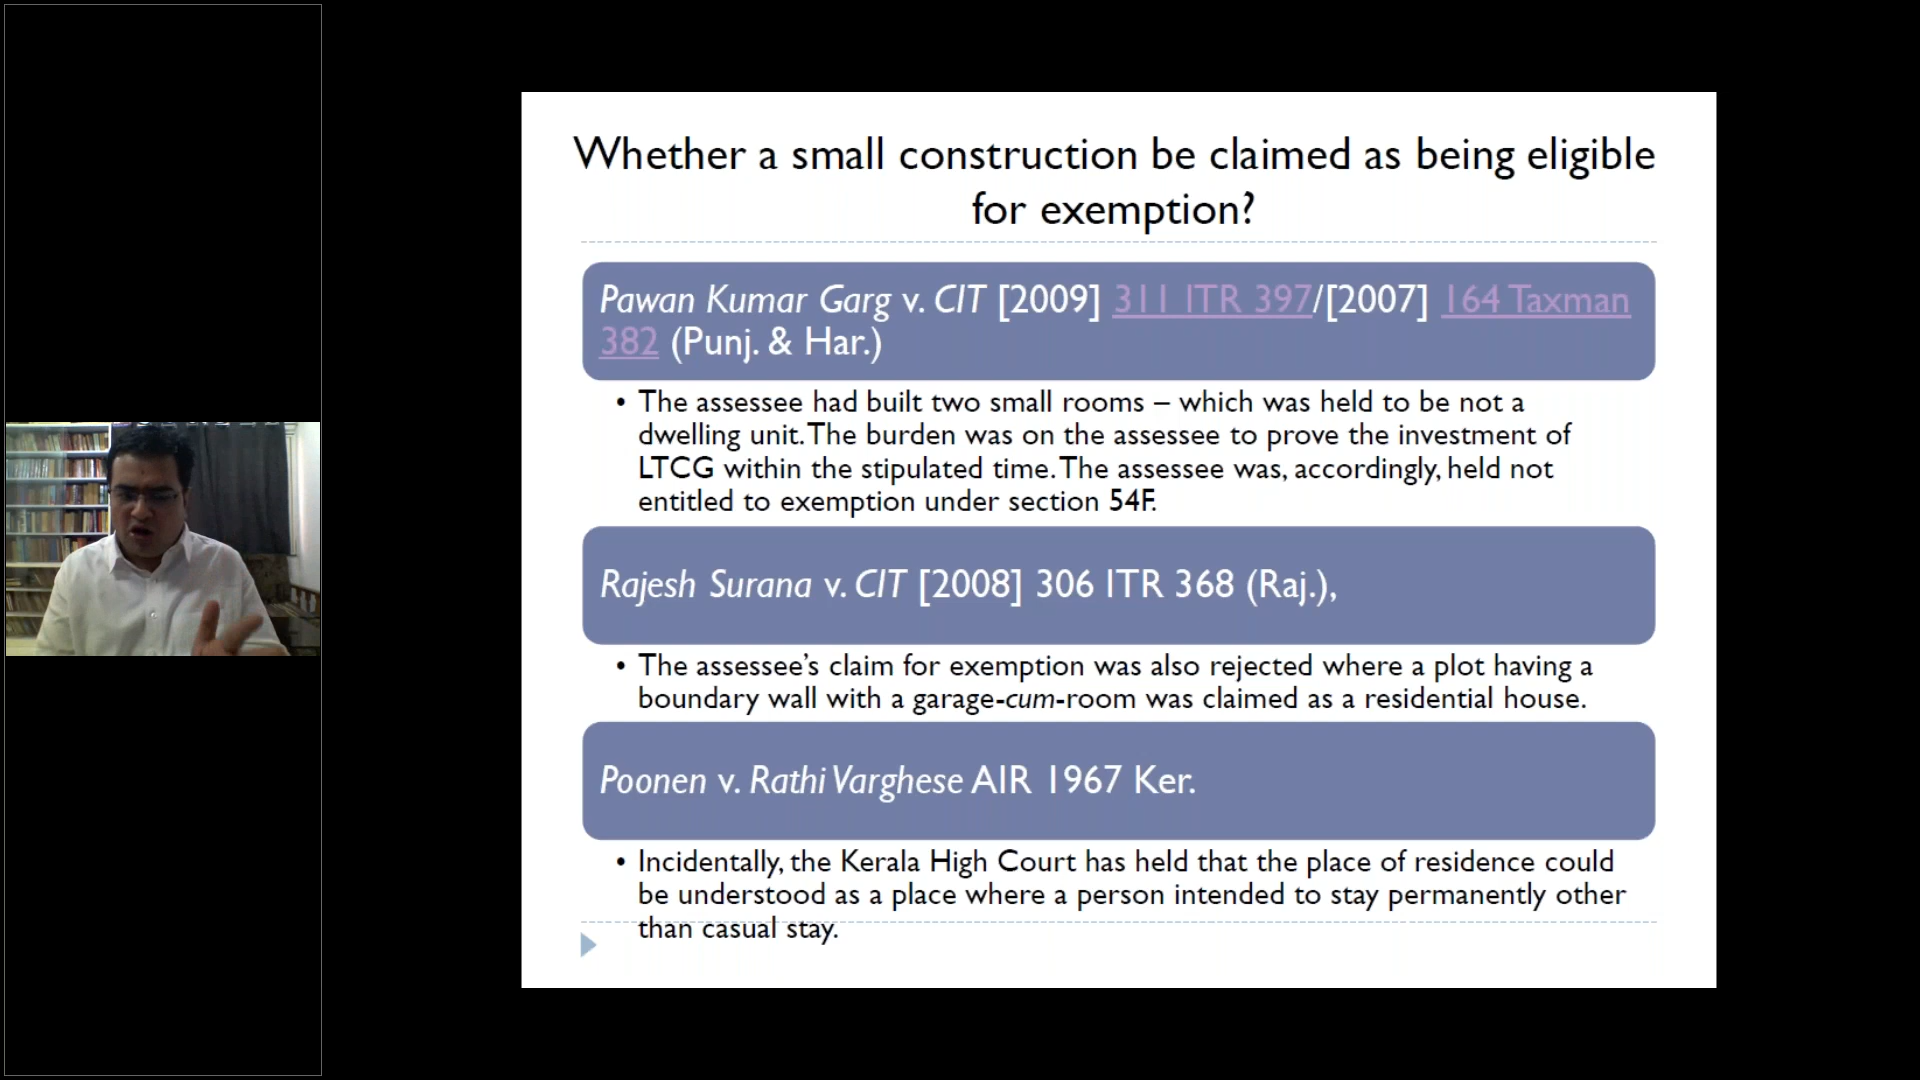 Whether a small construction be claimed as being eligible
for exemption?
Pawan Kumar Garg v. CIT [2009] 311 ITR 397/[2007] 164 Taxman
382 (Punj. & Har.)
• The assessee had built two small rooms – which was held to be not a
dwelling unit. The burden was on the assessee to prove the investment of
LTCG within the stipulated time. The assessee was, accordingly, held not
entitled to exemption under section 54F.
Rajesh Surana v. CIT [2008] 306 ITR 368 (Raj.),
• The assessee’s claim for exemption was also rejected where a plot having a
boundary wall with a garage-cum-room was claimed as a residential house.
Poonen v. Rathi Varghese AIR 1967 Ker.
• Incidentally, the Kerala High Court has held that the place of residence could
be understood as a place where a person intended to stay permanently other
than casual stay.